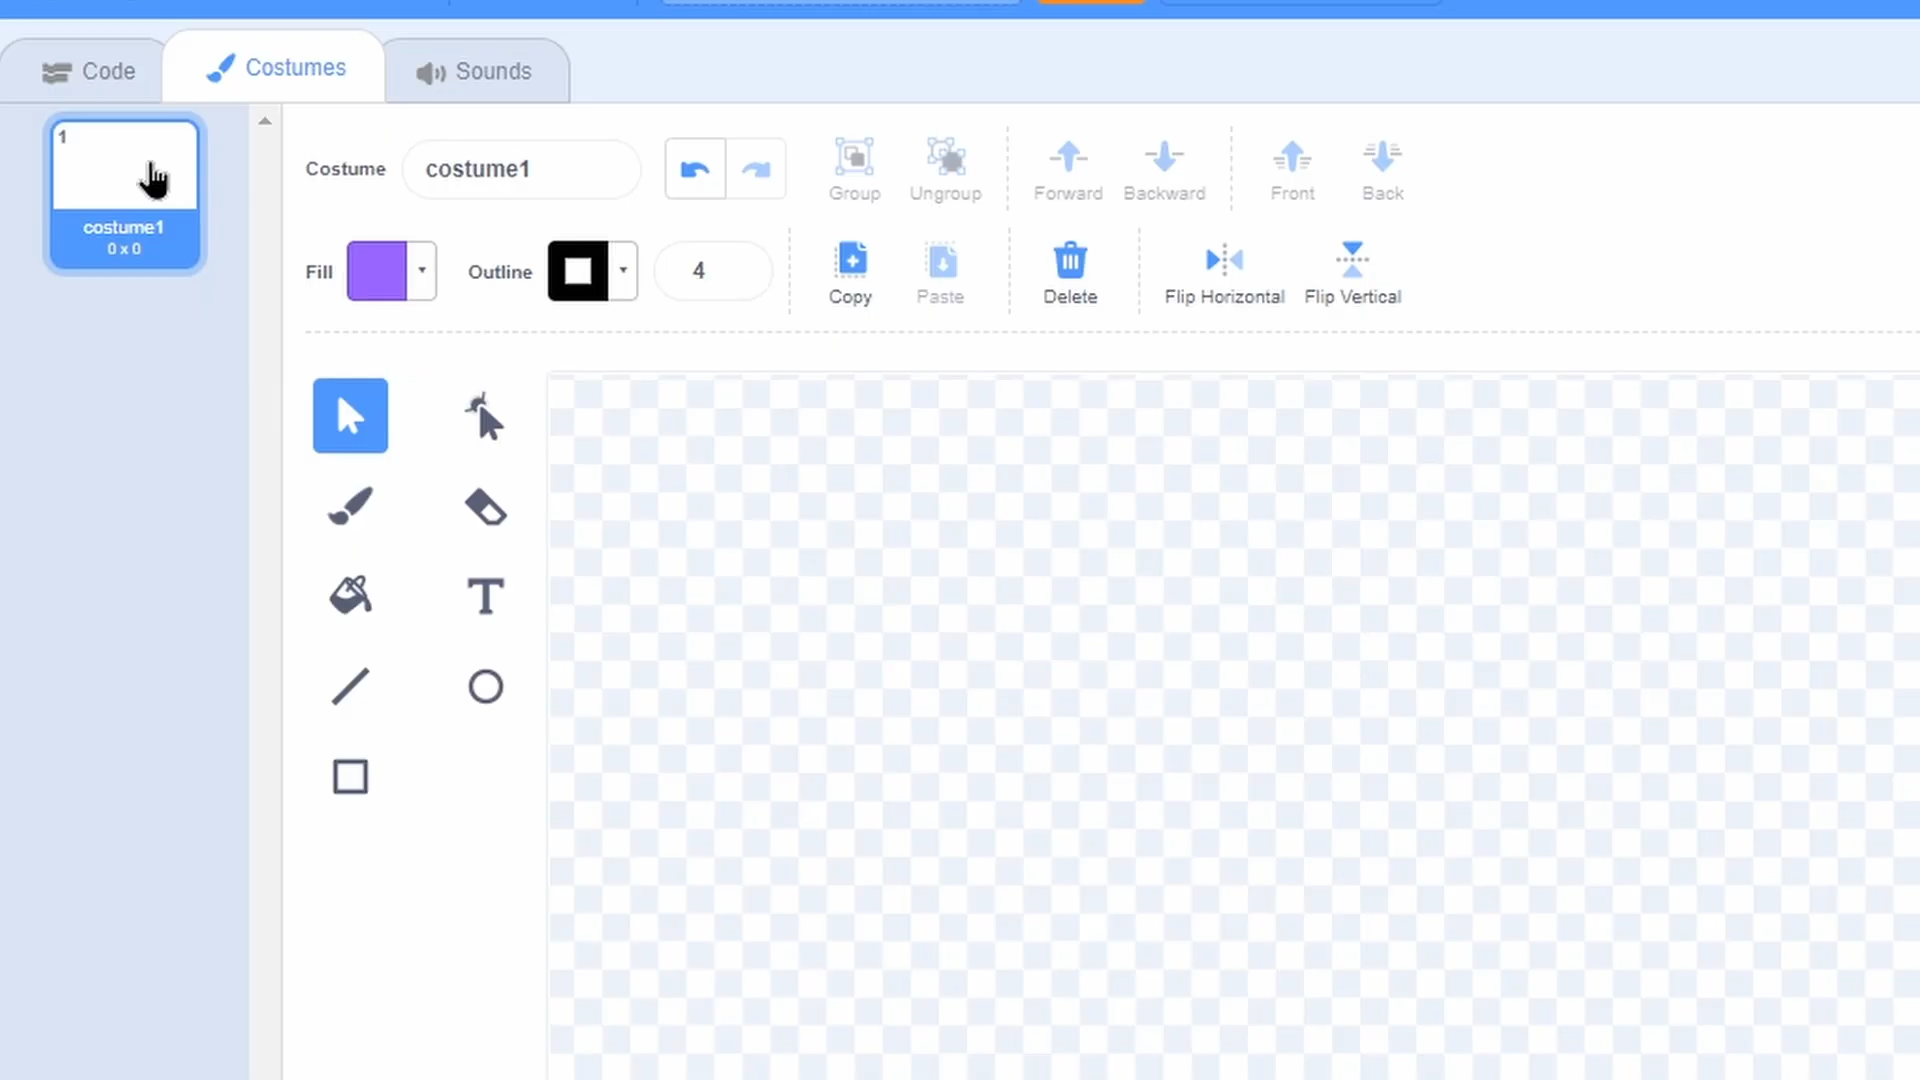 Code
Costumes
Sounds
1
costume1
0 x 0
Costume
costume1
Group
Ungroup
Forward
Backward
Front
Back
Fill
Outline
4
Copy
Paste
Delete
Flip Horizontal
Flip Vertical
T